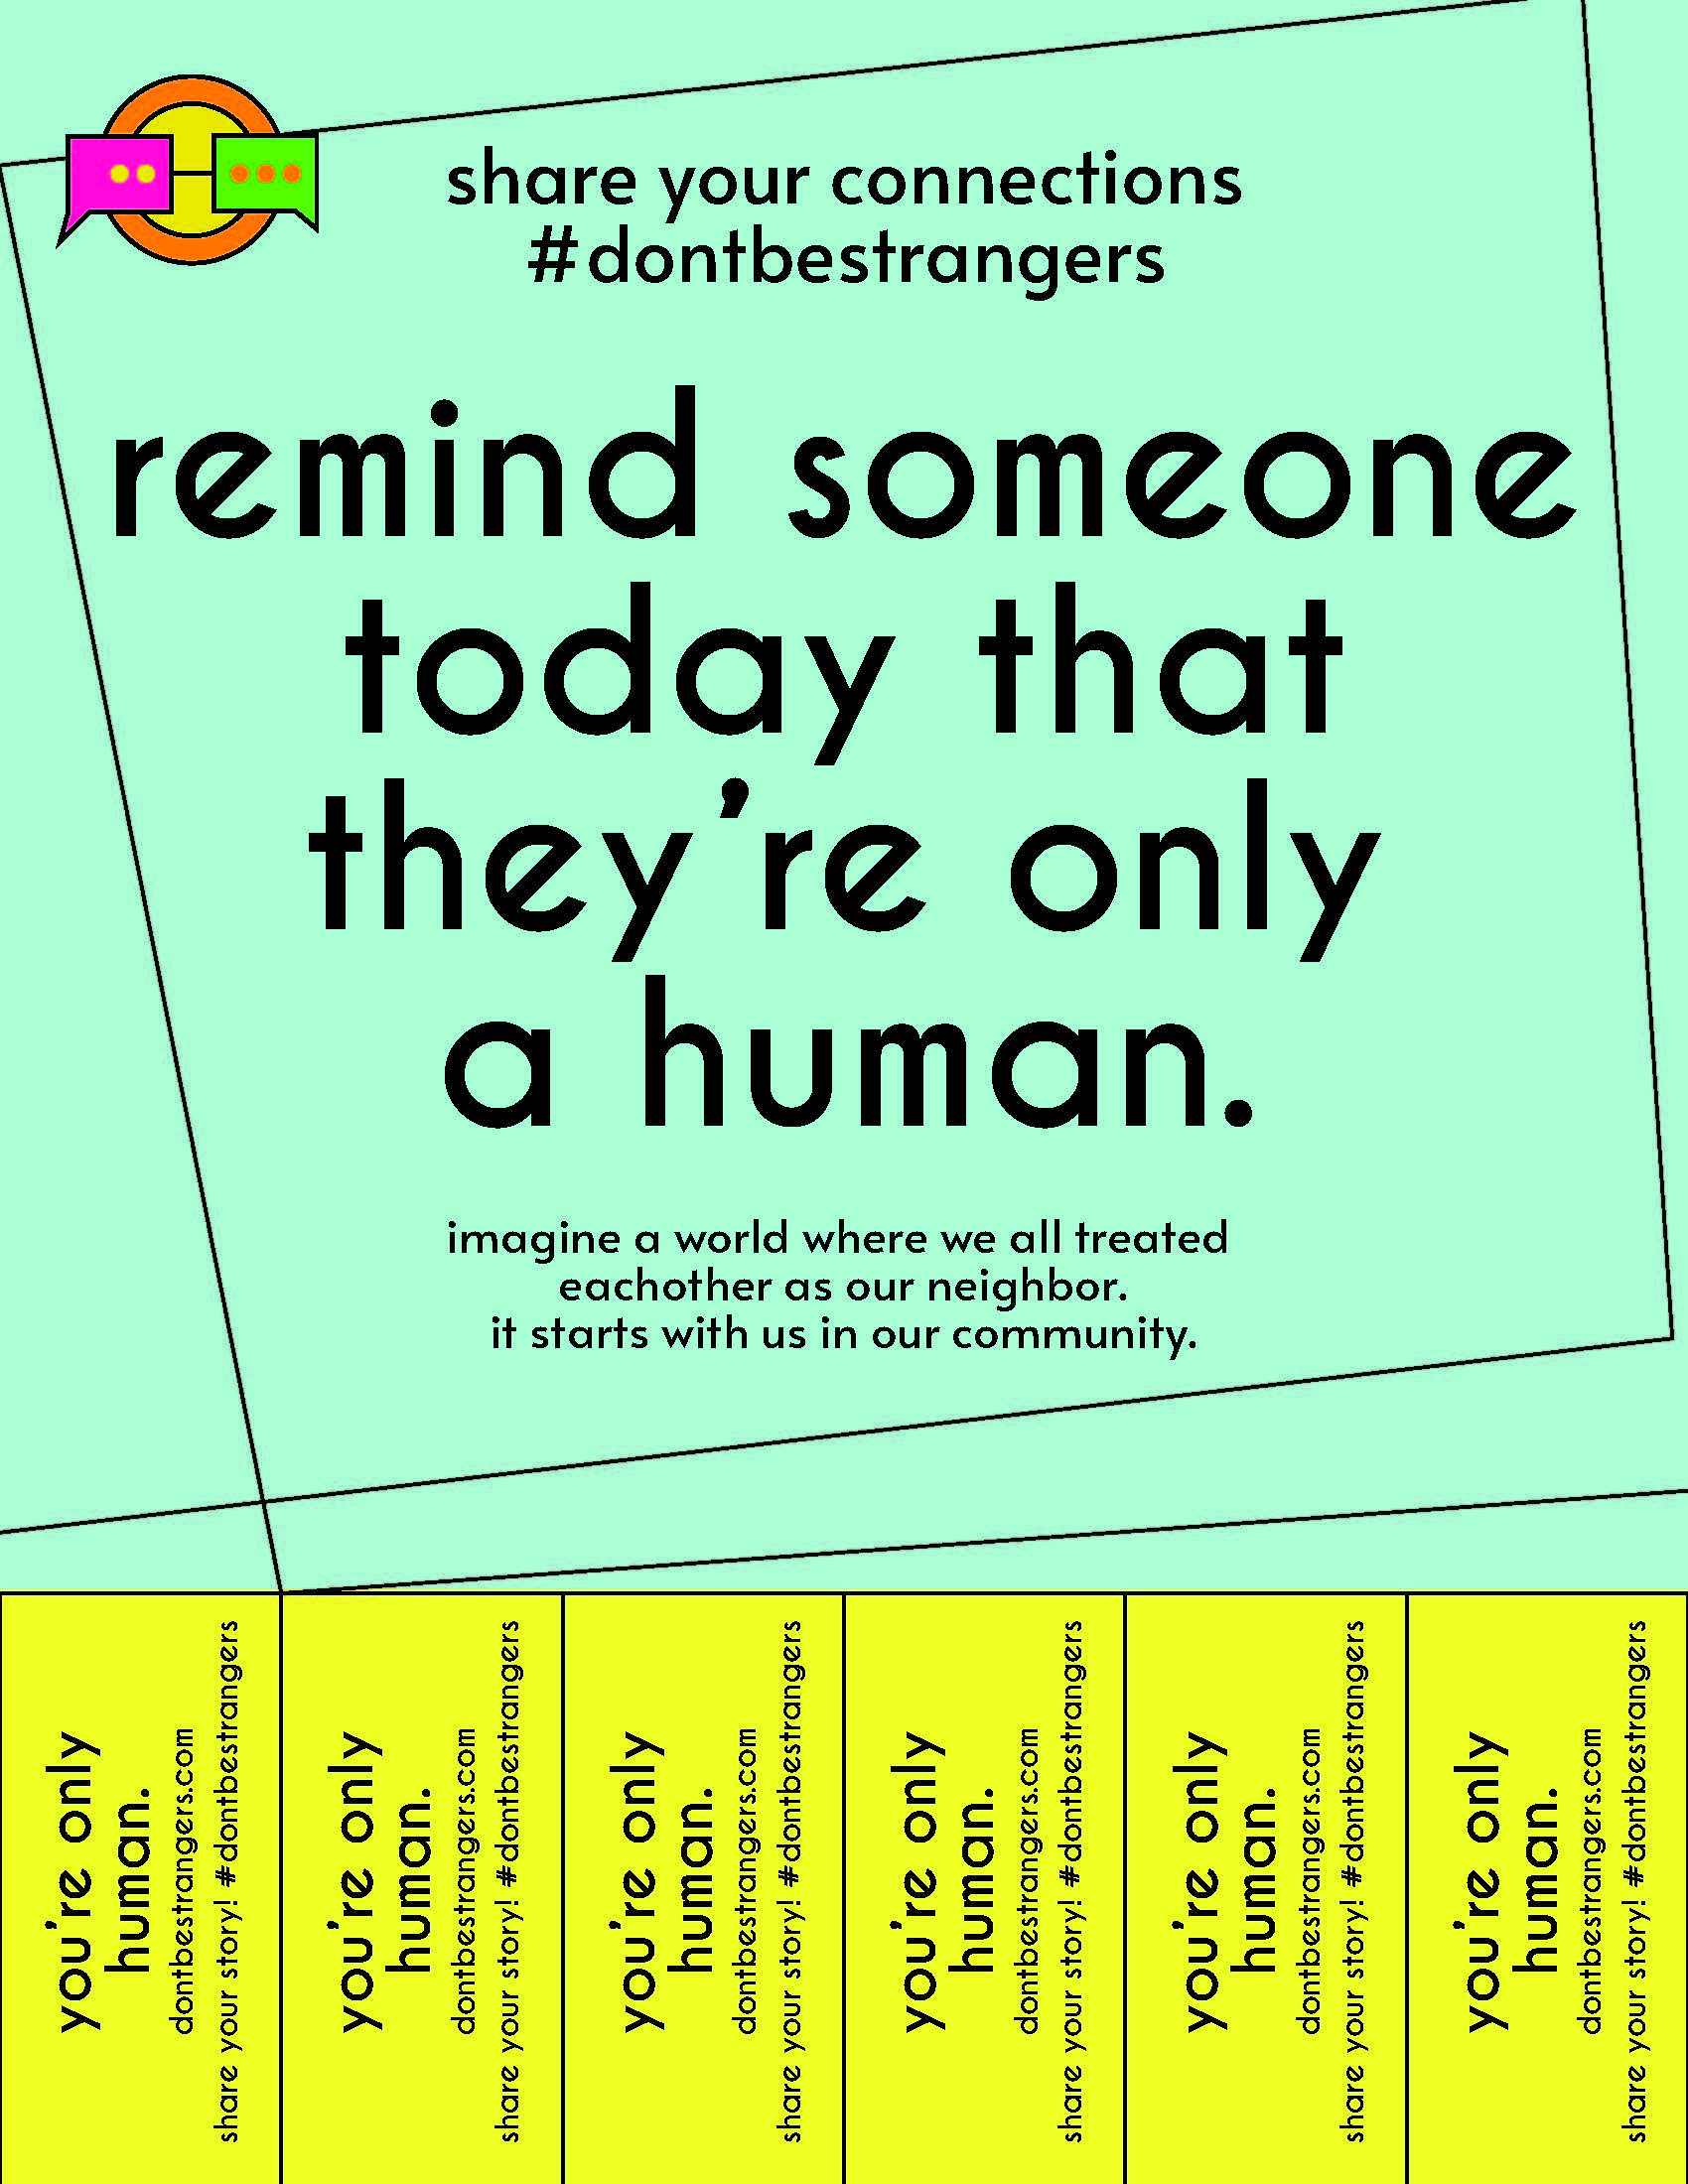 share your connections
#dontbestrangers
remind someone
today that
they're only
a human.
imagine a world where we all treated
eachother as our neighbor.
it starts with us in our community.
you're only
human.
dontbestrangers.com
share your story! #dontbestrangers
you're only
human.
dontbestrangers.com
share your story! #dontbestrangers
you're only
human.
dontbestrangers.com
share your story! #dontbestrangers
you're only
human.
dontbestrangers.com
share your story! #dontbestrangers
you're only
human.
dontbestrangers.com
share your story! #dontbestrangers
you're only
human.
dontbestrangers.com
share your story! #dontbestrangers